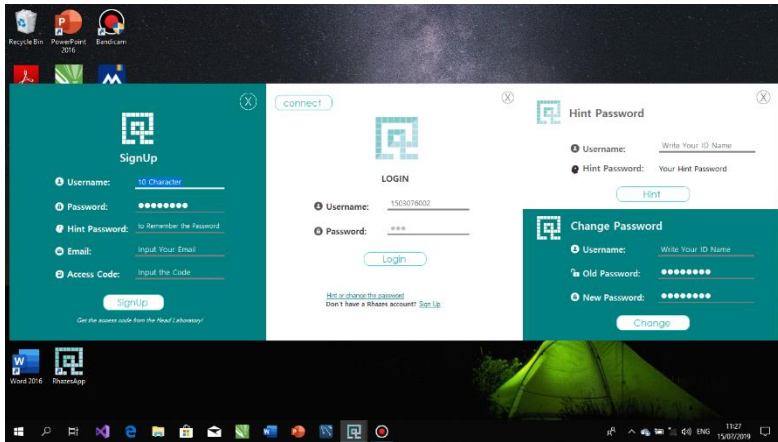 Recycle Bin
PowerPoint
2016
Bandicam
SignUp
Username:
10 Character
Password:
●●●●●●●●
Hint Password:
to Remember the Password
Email:
Input Your Email
Access Code:
Input the Code
SignUp
Get the access code from the Head Laboratory!
connect
X
LOGIN
Username:
1503076002
Password:
●●●
Login
Hint or change the password
Don't have a Rhazes account? Sign Up
X
Hint Password
Username:
Write Your ID Name
Hint Password:
Your Hint Password
Hint
X
Change Password
Username:
Write Your ID Name
Old Password:
●●●●●●●●
New Password:
●●●●●●●●
Change
Word 2016
RhazesApp
ENG
11:27
15/07/2019